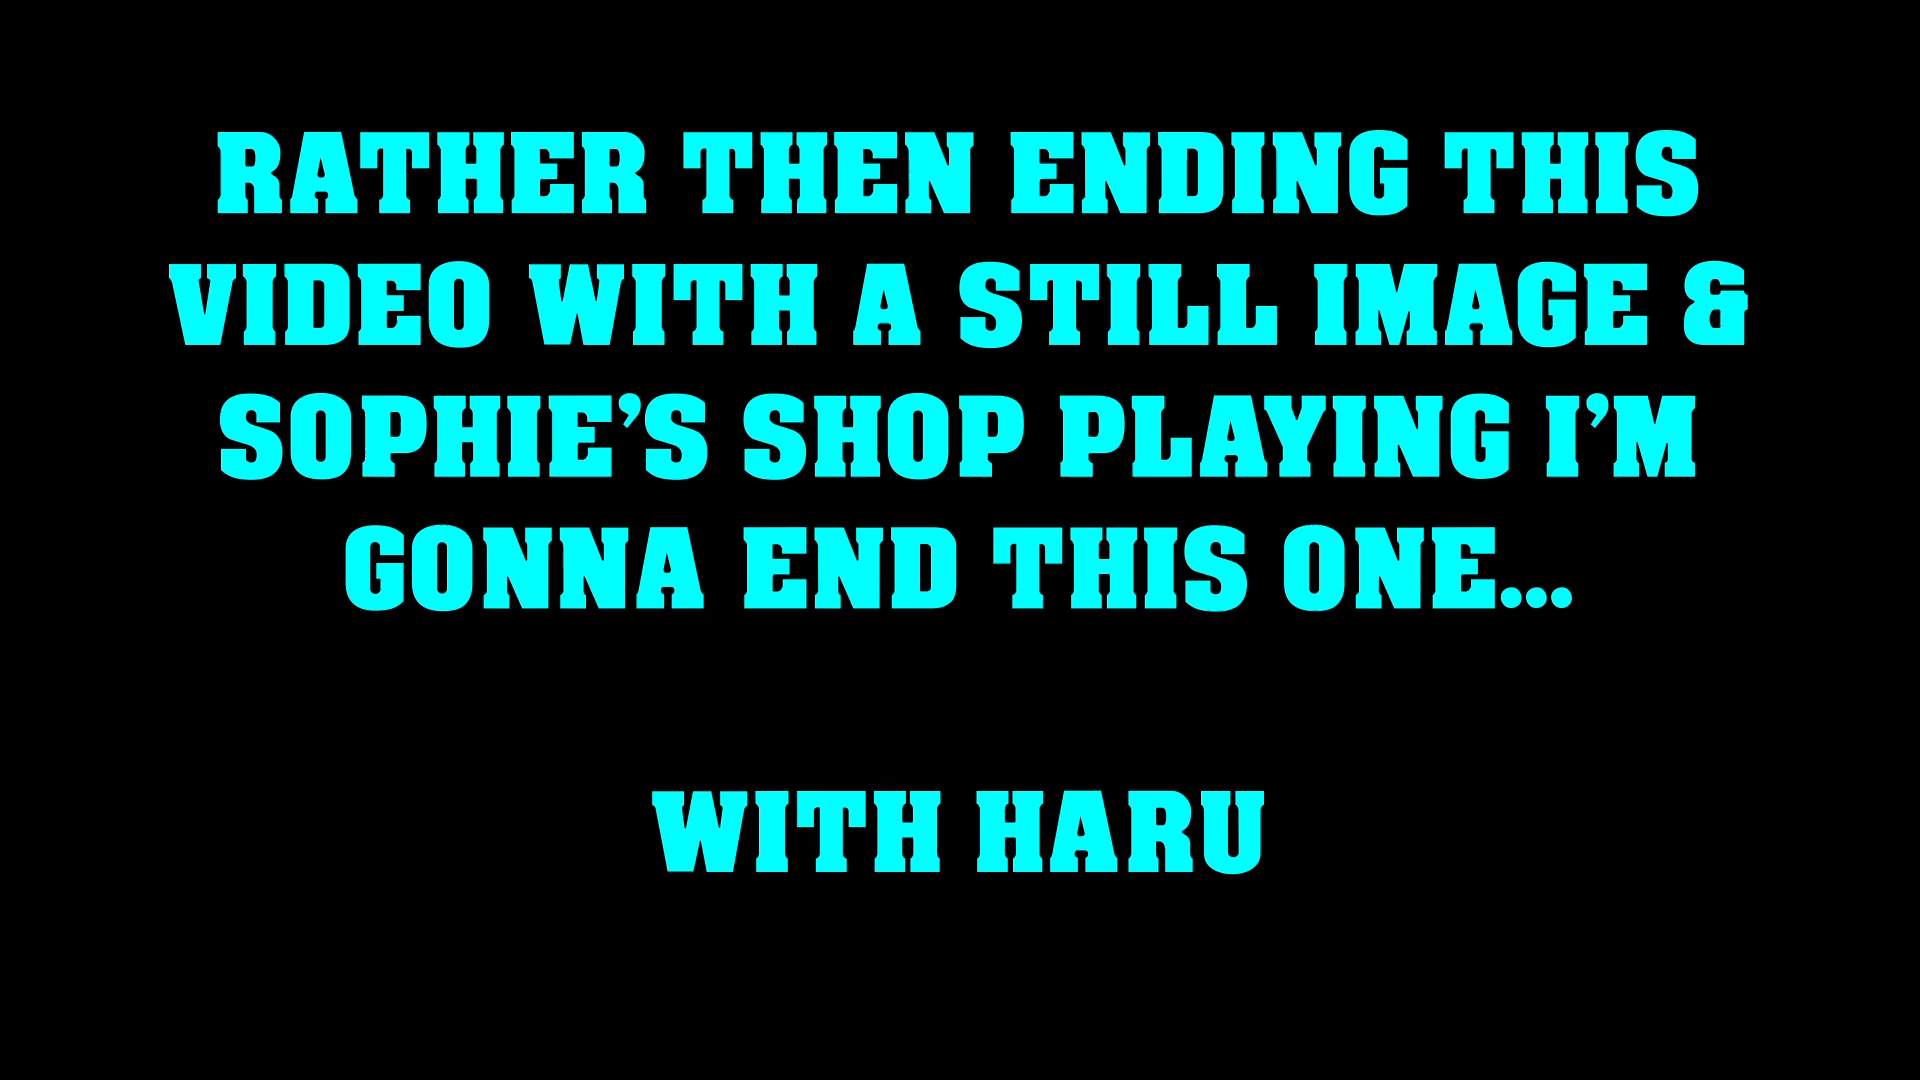 RATHER THEN ENDING THIS
VIDEO WITH A STILL IMAGE &
SOPHIE’S SHOP PLAYING I’M
GONNA END THIS ONE...
WITH HARU